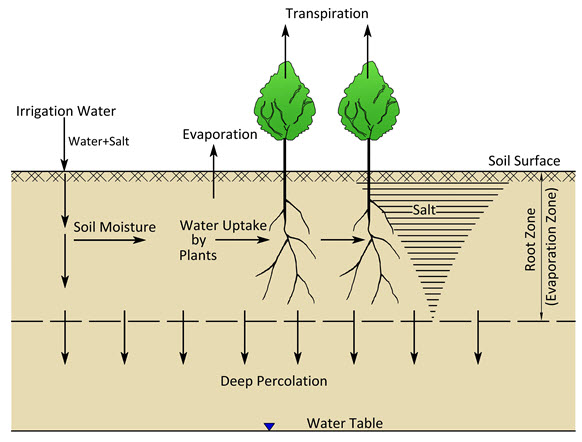 Transpiration
Irrigation Water
Water+Salt
Evaporation
Soil Surface
Salt
Soil Moisture
Water Uptake
by
Plants
Root Zone
(Evaporation Zone)
Deep Percolation
Water Table